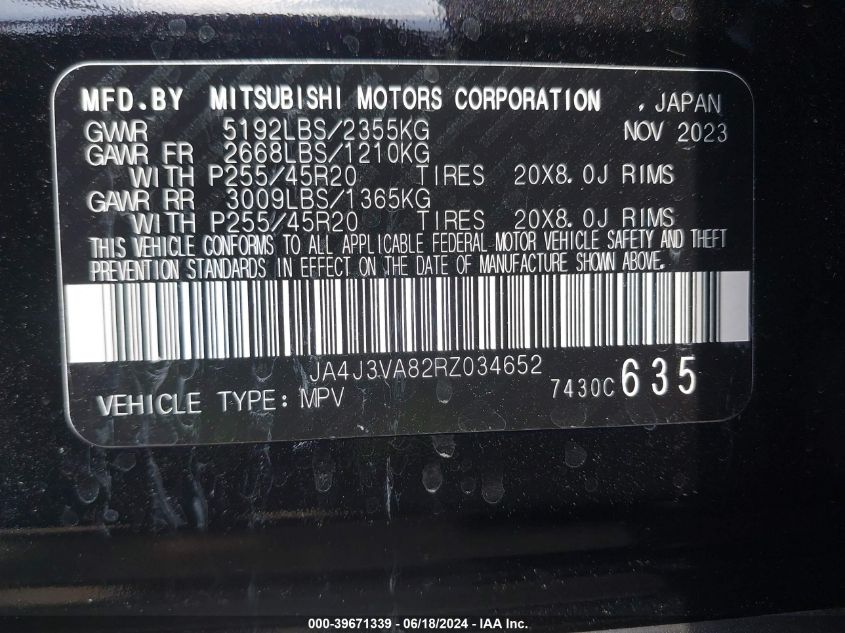 MFD.BY MITSUBISHI MOTORS CORPORATION , JAPAN
GVWR 5192LBS/2355KG NOV 2023
GAWR FR 2668LBS/1210KG
WITH P255/45R20 TIRES 20X8.0J RIMS
GAWR RR 3009LBS/1365KG
WITH P255/45R20 TIRES 20X8.0J RIMS
THIS VEHICLE CONFORMS TO ALL APPLICABLE FEDERAL MOTOR VEHICLE SAFETY AND THEFT
PREVENTION STANDARDS IN EFFECT ON THE DATE OF MANUFACTURE SHOWN ABOVE.
JA4J3VA82RZ034652
VEHICLE TYPE: MPV 7430C 635
000-39671339 - 06/18/2024 - IAA Inc.